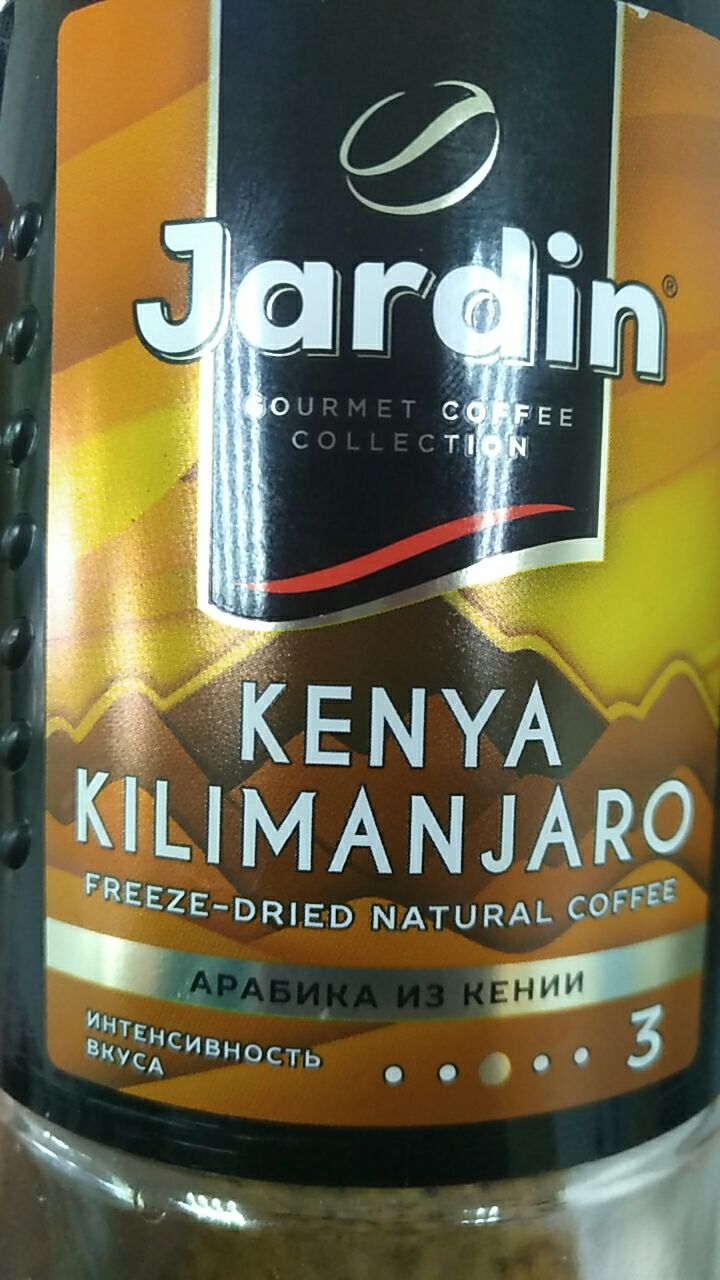 Jardin®
GOURMET COFFEE
COLLECTION
KENYA
KILIMANJARO
FREEZE-DRIED NATURAL COFFEE
АРАБИКА ИЗ КЕНИИ
ИНТЕНСИВНОСТЬ
ВКУСА
3